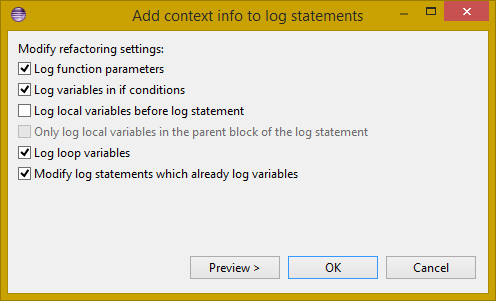 Add context info to log statements
Modify refactoring settings:
Log function parameters
Log variables in if conditions
Log local variables before log statement
Only log local variables in the parent block of the log statement
Log loop variables
Modify log statements which already log variables
Preview > OK Cancel